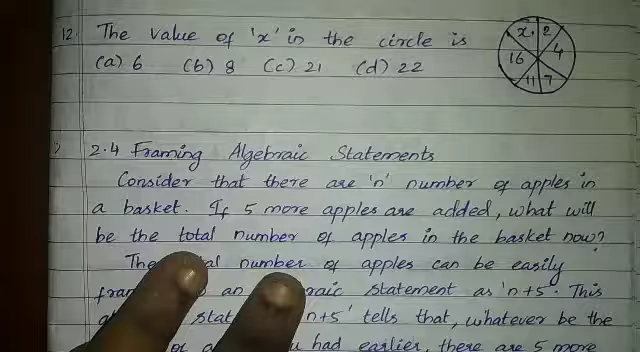 12. The value of 'x' in the circle is
(a) 6 (b) 8 (c) 21 (d) 22
x, 2
16 4
11 7
2.4 Framing Algebraic Statements
Consider that there are 'n' number of apples in
a basket. If 5 more apples are added, what will
be the total number of apples in the basket now?
The number of apples can be easily
an statement as 'n+5'. This
'n+5' tells that, whatever be the
had earlier, there are 5 more